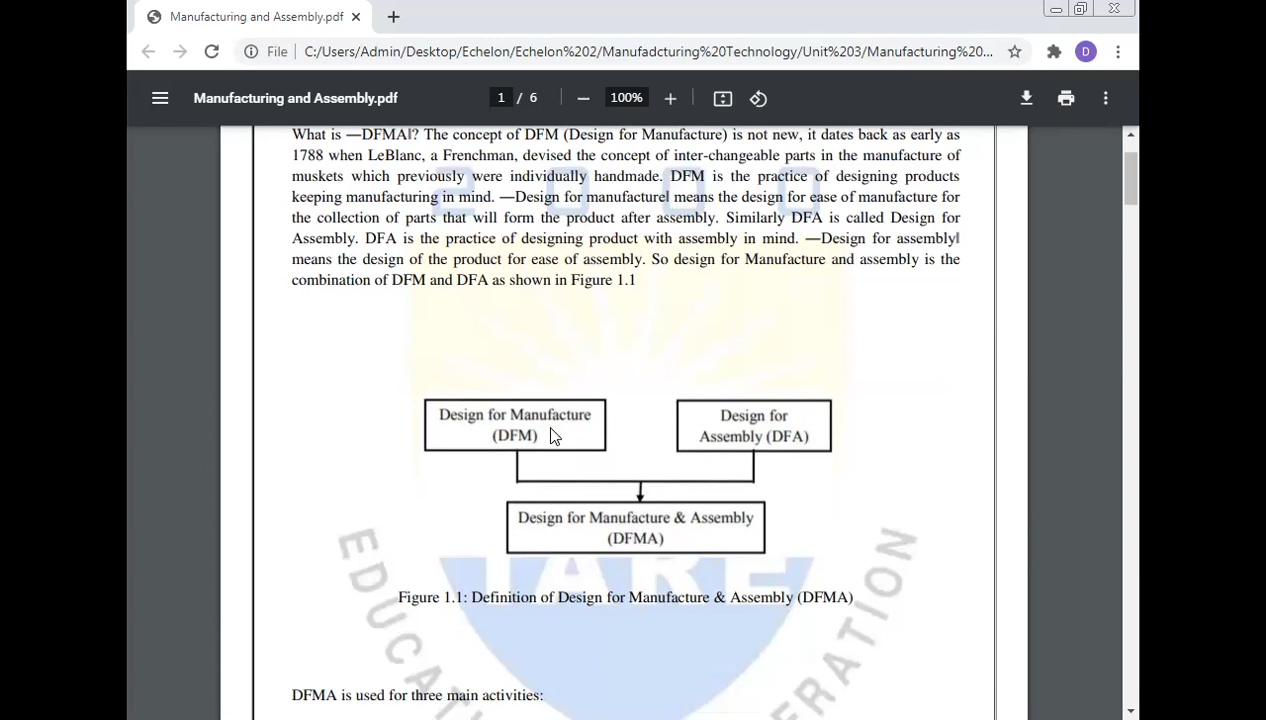 Manufacturing and Assembly.pdf
File
C:/Users/Admin/Desktop/Echelon/Echelon%202/Manufadcturing%20Technology/Unit%203/Manufacturing%20...
D
Manufacturing and Assembly.pdf
1 / 6
100%
What is ―DFMA‖? The concept of DFM (Design for Manufacture) is not new, it dates back as early as
1788 when LeBlanc, a Frenchman, devised the concept of inter-changeable parts in the manufacture of
muskets which previously were individually handmade. DFM is the practice of designing products
keeping manufacturing in mind. ―Design for manufacture‖ means the design for ease of manufacture for
the collection of parts that will form the product after assembly. Similarly DFA is called Design for
Assembly. DFA is the practice of designing product with assembly in mind. ―Design for assembly‖
means the design of the product for ease of assembly. So design for Manufacture and assembly is the
combination of DFM and DFA as shown in Figure 1.1
2 0 0 0
Design for Manufacture
(DFM)
Design for
Assembly (DFA)
Design for Manufacture & Assembly
(DFMA)
TARE
Figure 1.1: Definition of Design for Manufacture & Assembly (DFMA)
DFMA is used for three main activities: